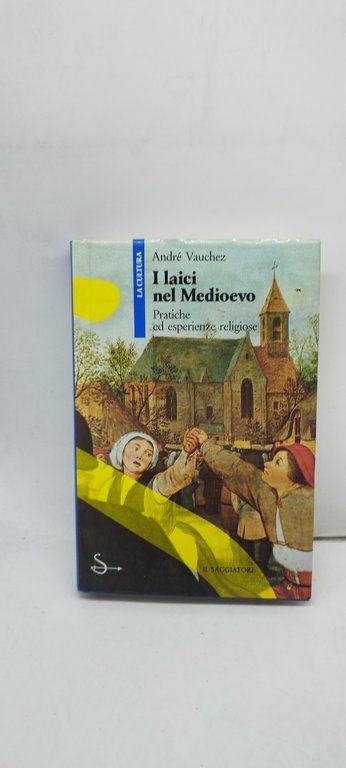 LA CULTURA
André Vauchez
I laici
nel Medioevo
Pratiche
ed esperienze religiose
IL SAGGIATORE